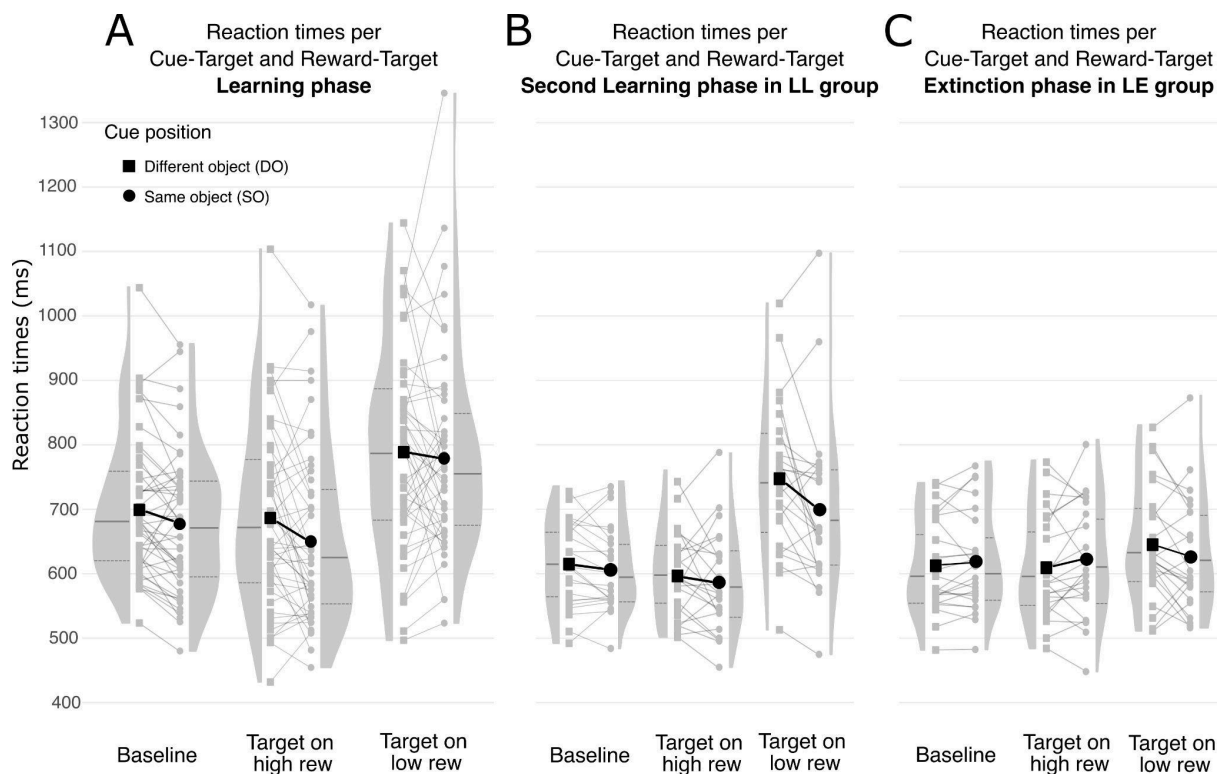 A
Reaction times per
Cue-Target and Reward-Target
Learning phase
B
Reaction times per
Cue-Target and Reward-Target
Second Learning phase in LL group
C
Reaction times per
Cue-Target and Reward-Target
Extinction phase in LE group
Reaction times (ms)
1300
1200
1100
1000
900
800
700
600
500
400
Cue position
Different object (DO)
Same object (SO)
Baseline
Target on
high rew
Target on
low rew
Baseline
Target on
high rew
Target on
low rew
Baseline
Target on
high rew
Target on
low rew